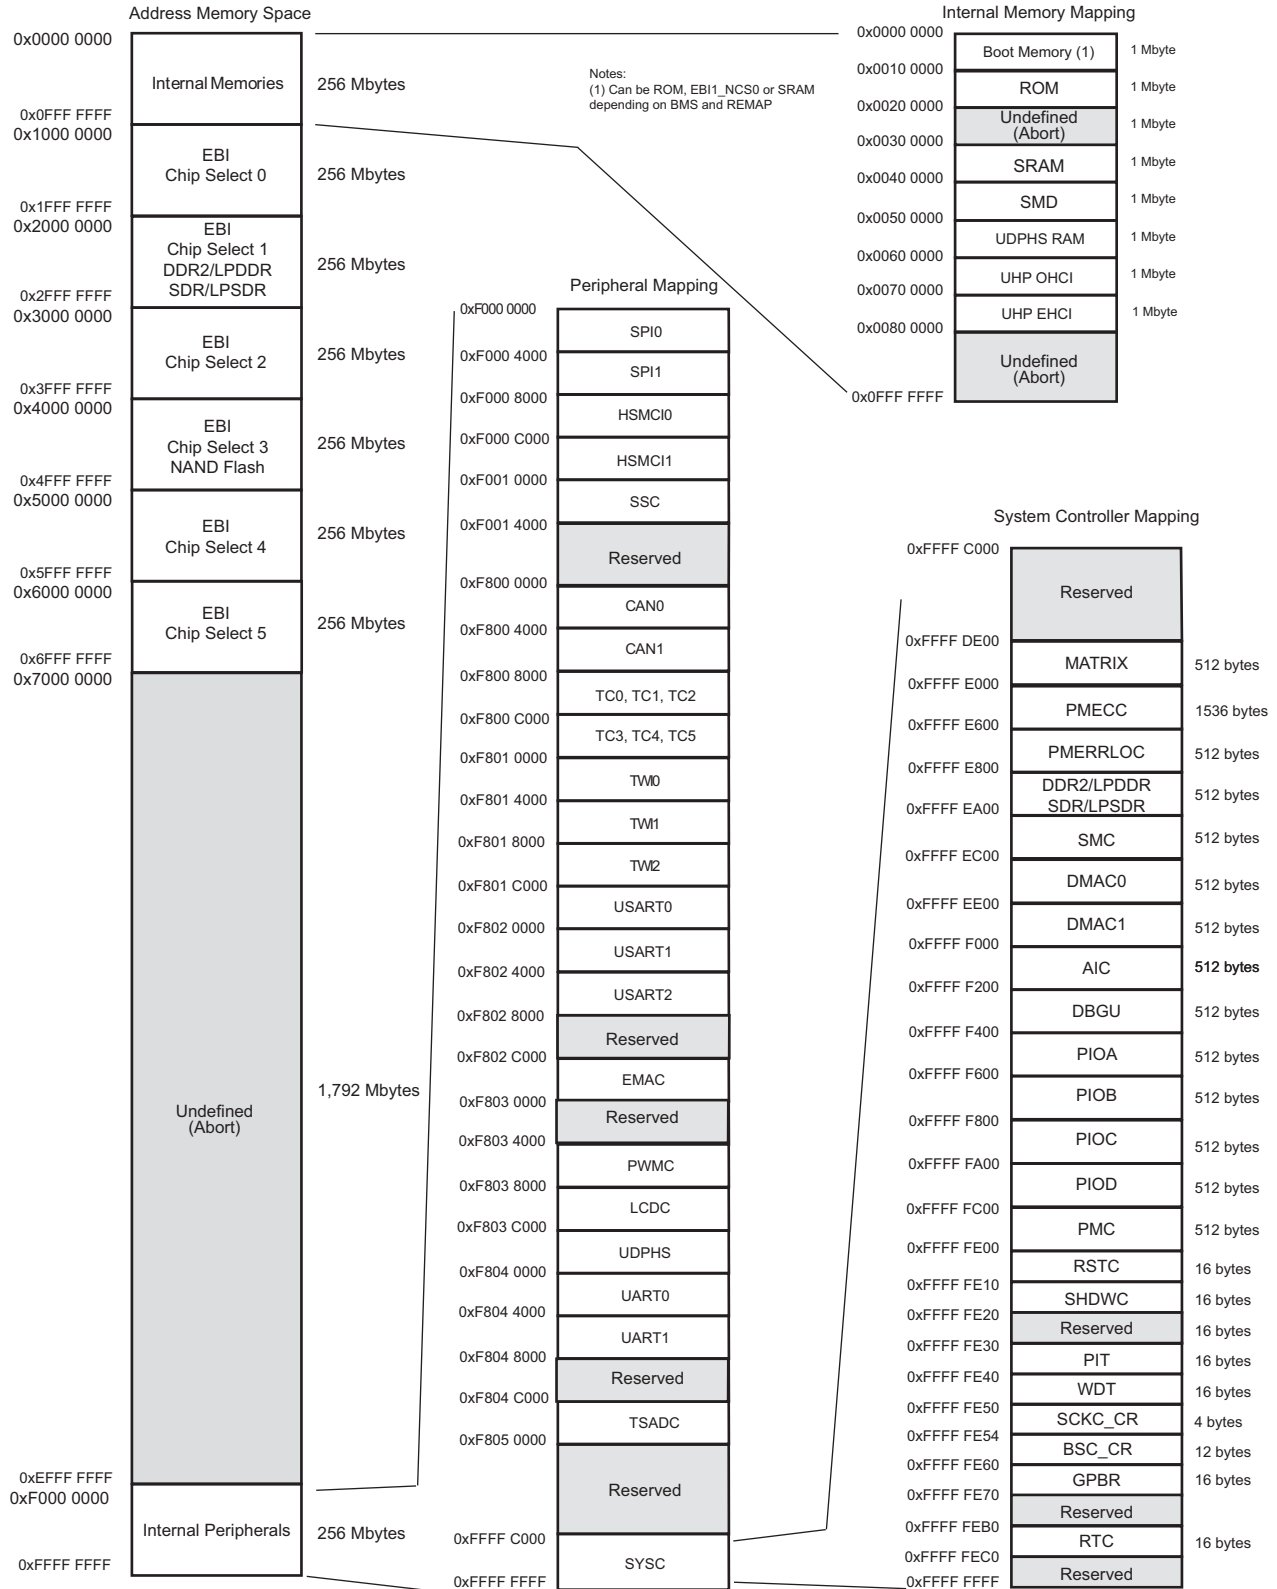 Address Memory Space
0x0000 0000
Internal Memories
256 Mbytes
0x0FFF FFFF
0x1000 0000
EBI
Chip Select 0
256 Mbytes
0x1FFF FFFF
0x2000 0000
EBI
Chip Select 1
DDR2/LPDDR
SDR/LPSDR
256 Mbytes
0x2FFF FFFF
0x3000 0000
EBI
Chip Select 2
256 Mbytes
0x3FFF FFFF
0x4000 0000
EBI
Chip Select 3
NAND Flash
256 Mbytes
0x4FFF FFFF
0x5000 0000
EBI
Chip Select 4
256 Mbytes
0x5FFF FFFF
0x6000 0000
EBI
Chip Select 5
256 Mbytes
0x6FFF FFFF
0x7000 0000
Undefined
(Abort)
1,792 Mbytes
0xEFFF FFFF
0xF000 0000
Internal Peripherals
256 Mbytes
0xFFFF FFFF
Notes:
(1) Can be ROM, EBI1_NCS0 or SRAM
depending on BMS and REMAP
Peripheral Mapping
0xF000 0000
SPI0
0xF000 4000
SPI1
0xF000 8000
HSMCI0
0xF000 C000
HSMCI1
0xF001 0000
SSC
0xF001 4000
Reserved
0xF800 0000
CAN0
0xF800 4000
CAN1
0xF800 8000
TC0, TC1, TC2
0xF800 C000
TC3, TC4, TC5
0xF801 0000
TWI0
0xF801 4000
TWI1
0xF801 8000
TWI2
0xF801 C000
USART0
0xF802 0000
USART1
0xF802 4000
USART2
0xF802 8000
Reserved
0xF802 C000
EMAC
0xF803 0000
Reserved
0xF803 4000
PWMC
0xF803 8000
LCDC
0xF803 C000
UDPHS
0xF804 0000
UART0
0xF804 4000
UART1
0xF804 8000
Reserved
0xF804 C000
TSADC
0xF805 0000
Reserved
0xFFFF C000
SYSC
0xFFFF FFFF
Internal Memory Mapping
0x0000 0000
Boot Memory (1)
1 Mbyte
0x0010 0000
ROM
1 Mbyte
0x0020 0000
Undefined
(Abort)
1 Mbyte
0x0030 0000
SRAM
1 Mbyte
0x0040 0000
SMD
1 Mbyte
0x0050 0000
UDPHS RAM
1 Mbyte
0x0060 0000
UHP OHCI
1 Mbyte
0x0070 0000
UHP EHCI
1 Mbyte
0x0080 0000
Undefined
(Abort)
0x0FFF FFFF
System Controller Mapping
0xFFFF C000
Reserved
0xFFFF DE00
MATRIX
512 bytes
0xFFFF E000
PMECC
1536 bytes
0xFFFF E600
PMERRLOC
512 bytes
0xFFFF E800
DDR2/LPDDR
SDR/LPSDR
512 bytes
0xFFFF EA00
SMC
512 bytes
0xFFFF EC00
DMAC0
512 bytes
0xFFFF EE00
DMAC1
512 bytes
0xFFFF F000
AIC
512 bytes
0xFFFF F200
DBGU
512 bytes
0xFFFF F400
PIOA
512 bytes
0xFFFF F600
PIOB
512 bytes
0xFFFF F800
PIOC
512 bytes
0xFFFF FA00
PIOD
512 bytes
0xFFFF FC00
PMC
512 bytes
0xFFFF FE00
RSTC
16 bytes
0xFFFF FE10
SHDWC
16 bytes
0xFFFF FE20
Reserved
16 bytes
0xFFFF FE30
PIT
16 bytes
0xFFFF FE40
WDT
16 bytes
0xFFFF FE50
SCKC_CR
4 bytes
0xFFFF FE54
BSC_CR
12 bytes
0xFFFF FE60
GPBR
16 bytes
0xFFFF FE70
Reserved
0xFFFF FEB0
RTC
16 bytes
0xFFFF FEC0
Reserved
0xFFFF FFFF